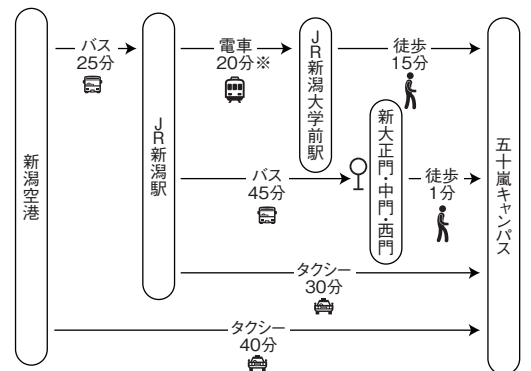 新潟空港
バス
25分
JR新潟駅
電車
20分※
JR新潟大学前駅
徒歩
15分
バス
45分
新大正門・中門・西門
徒歩
1分
タクシー
30分
タクシー
40分
五十嵐キャンパス